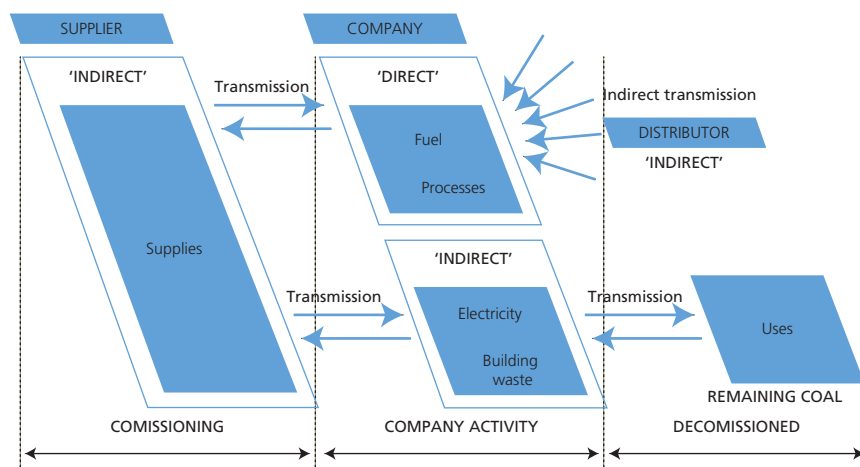 SUPPLIER
COMPANY
'INDIRECT'
Transmission
'DIRECT'
Indirect transmission
DISTRIBUTOR
'INDIRECT'
Fuel
Processes
Supplies
'INDIRECT'
Transmission
Electricity
Building
waste
Transmission
Uses
REMAINING COAL
COMISSIONING
COMPANY ACTIVITY
DECOMISSIONED